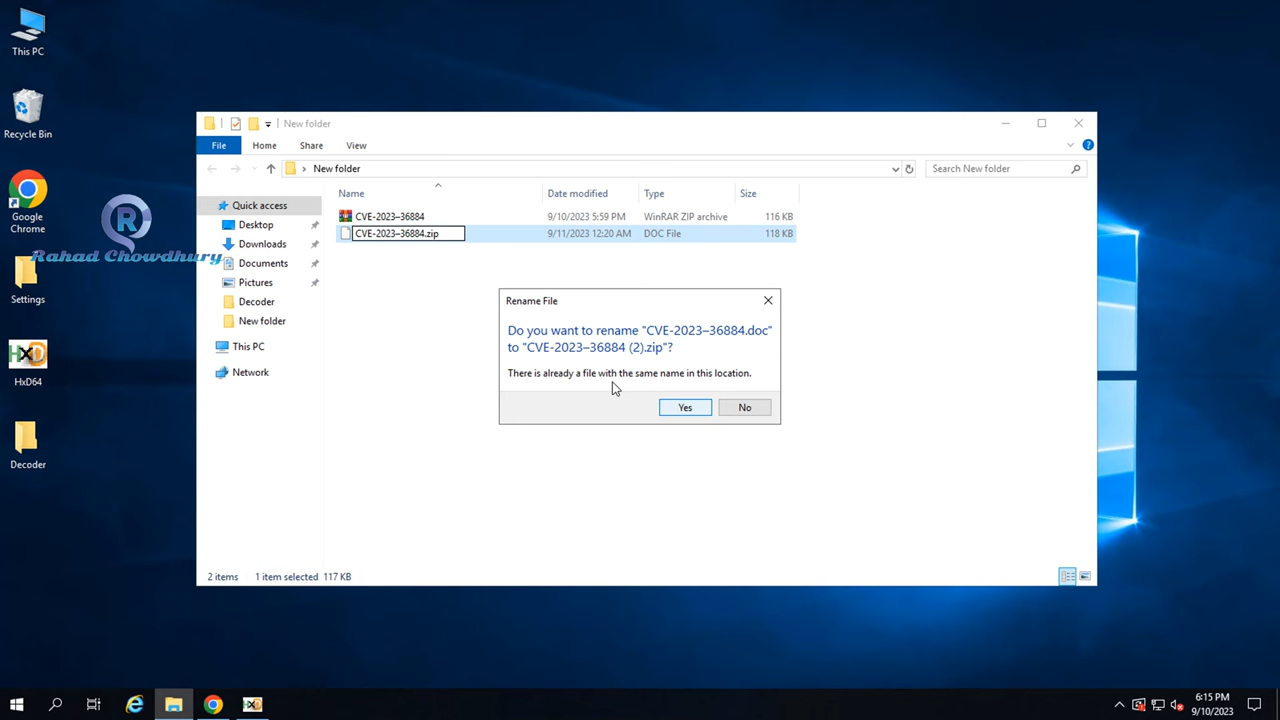 This PC
Recycle Bin
Google
Chrome
Settings
HxD
HxD64
Decoder
R
Rahad Chowdhury
New folder
File
Home
Share
View
New folder
Search New folder
Name
Date modified
Type
Size
Quick access
Desktop
Downloads
Documents
Pictures
Decoder
New folder
This PC
Network
CVE-2023–36884
9/10/2023 5:59 PM
WinRAR ZIP archive
116 KB
CVE-2023–36884.zip
9/11/2023 12:20 AM
DOC File
118 KB
Rename File
Do you want to rename "CVE-2023–36884.doc"
to "CVE-2023–36884 (2).zip"?
There is already a file with the same name in this location.
Yes
No
2 items
1 item selected 117 KB
6:15 PM
9/10/2023